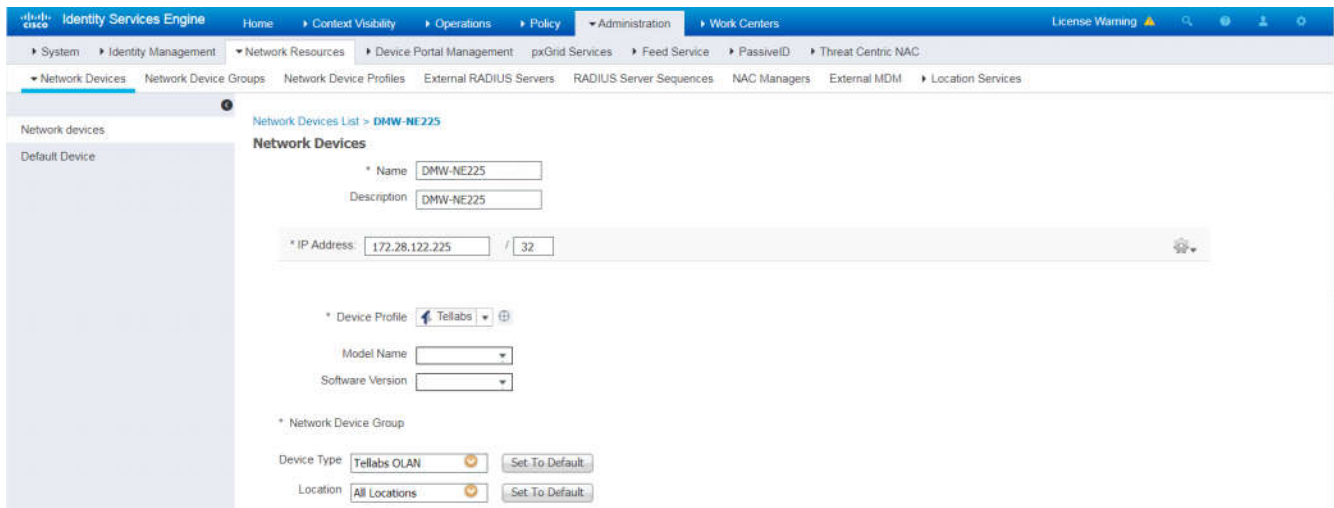 cisco Identity Services Engine Home Context Visibility Operations Policy Administration Work Centers License Warning
System Identity Management Network Resources Device Portal Management pxGrid Services Feed Service PassiveID Threat Centric NAC
Network Devices Network Device Groups Network Device Profiles External RADIUS Servers RADIUS Server Sequences NAC Managers External MDM Location Services
Network devices
Default Device
Network Devices List > DMW-NE225
Network Devices
* Name DMW-NE225
Description DMW-NE225
* IP Address: 172.28.122.225 / 32
* Device Profile Tellabs
Model Name
Software Version
* Network Device Group
Device Type Tellabs OLAN Set To Default
Location All Locations Set To Default